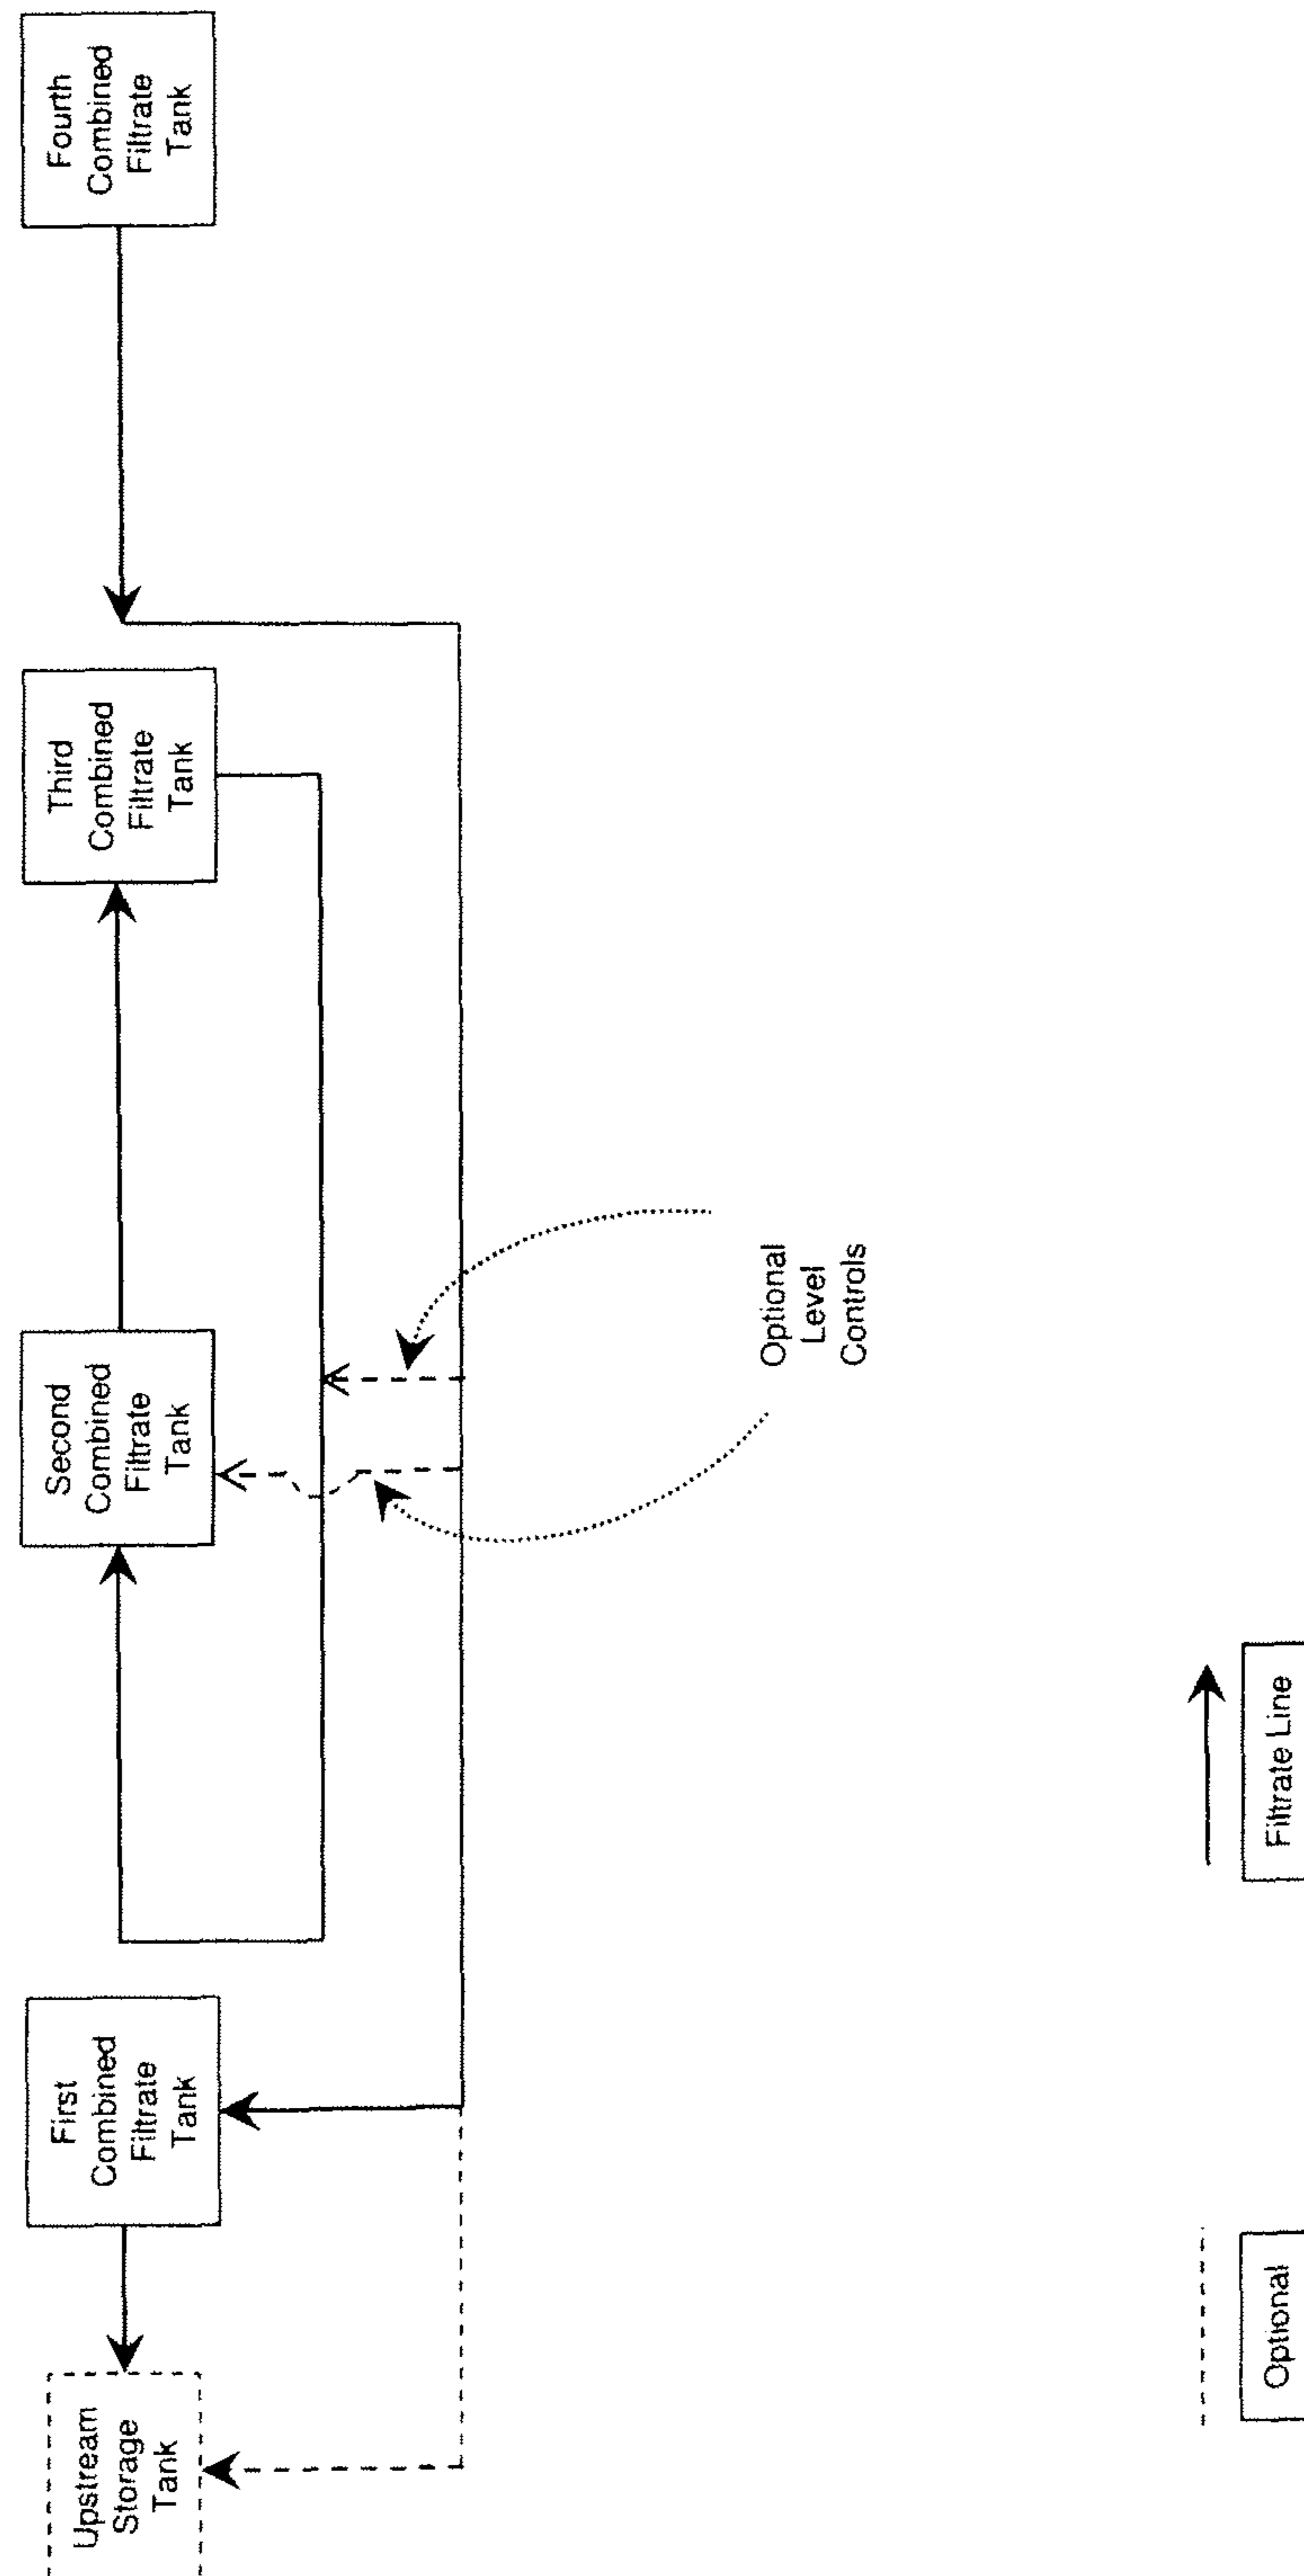 Upstream
Storage
Tank
First
Combined
Filtrate
Tank
Second
Combined
Filtrate
Tank
Third
Combined
Filtrate
Tank
Fourth
Combined
Filtrate
Tank
Optional
Level
Controls
Optional
Filtrate Line